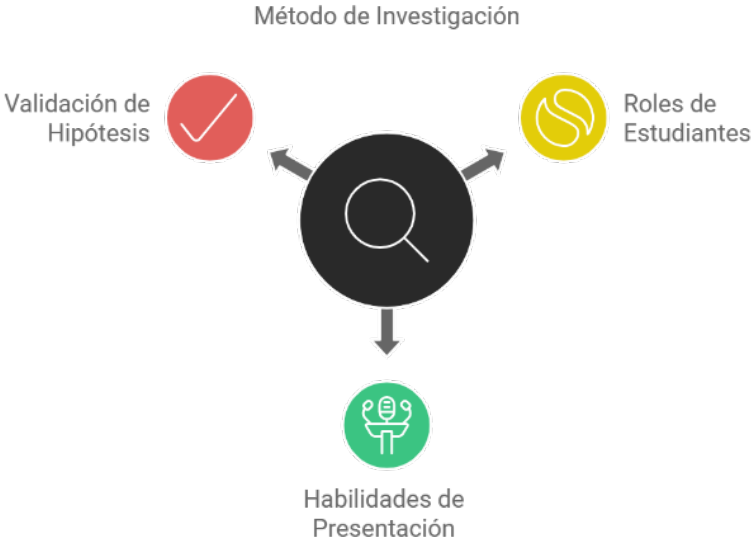 Método de Investigación
Validación de
Hipótesis
Roles de
Estudiantes
Habilidades de
Presentación